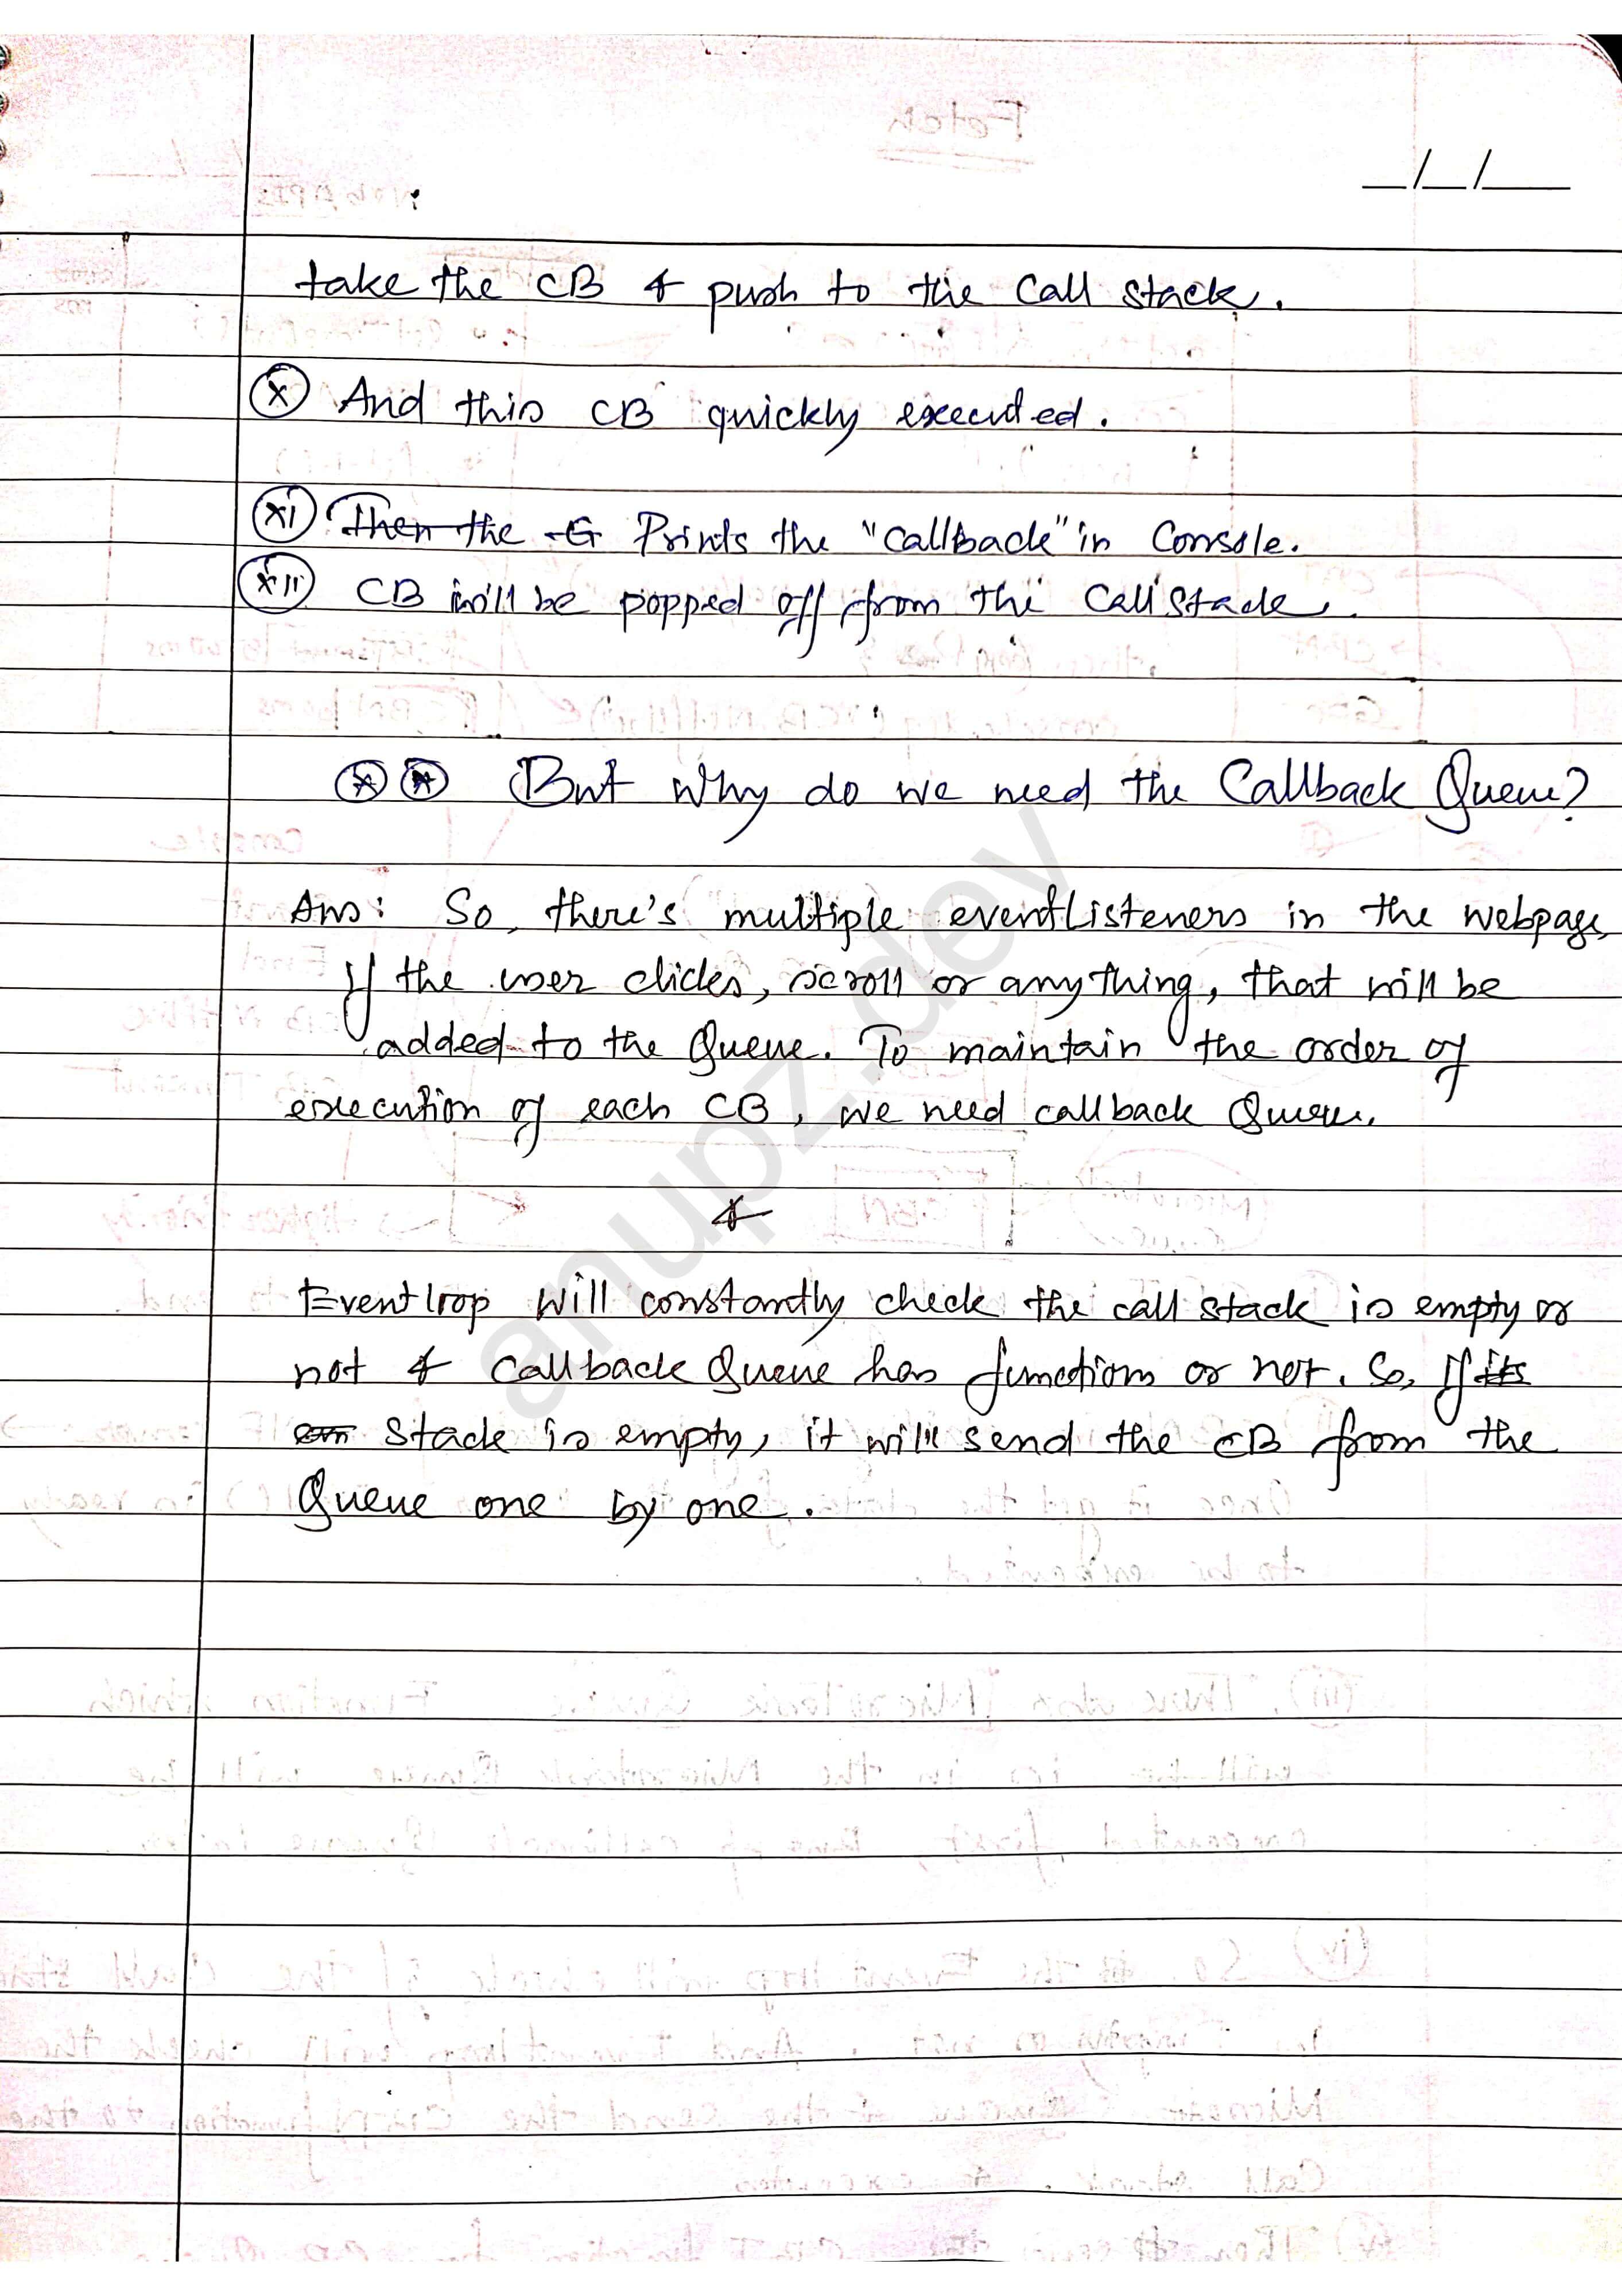 take the CB & push to the Call Stack.
(x) And this CB quickly executed.
(xi) Then the G Prints the "Callback" in Console.
(xii) CB will be popped off from the Call Stack.
But Why do we need the Callback Queue?
Ans: So, there's multiple eventListeners in the webpage,
If the user clicks, scroll or anything, that will be
added to the Queue. To maintain the order of
execution of each CB, we need callback Queue.
&
Event loop will constantly check the call stack is empty or
not & Callback Queue has functions or not. So, If its
stack is empty, it will send the CB from the
Queue one by one.
anupz.dev